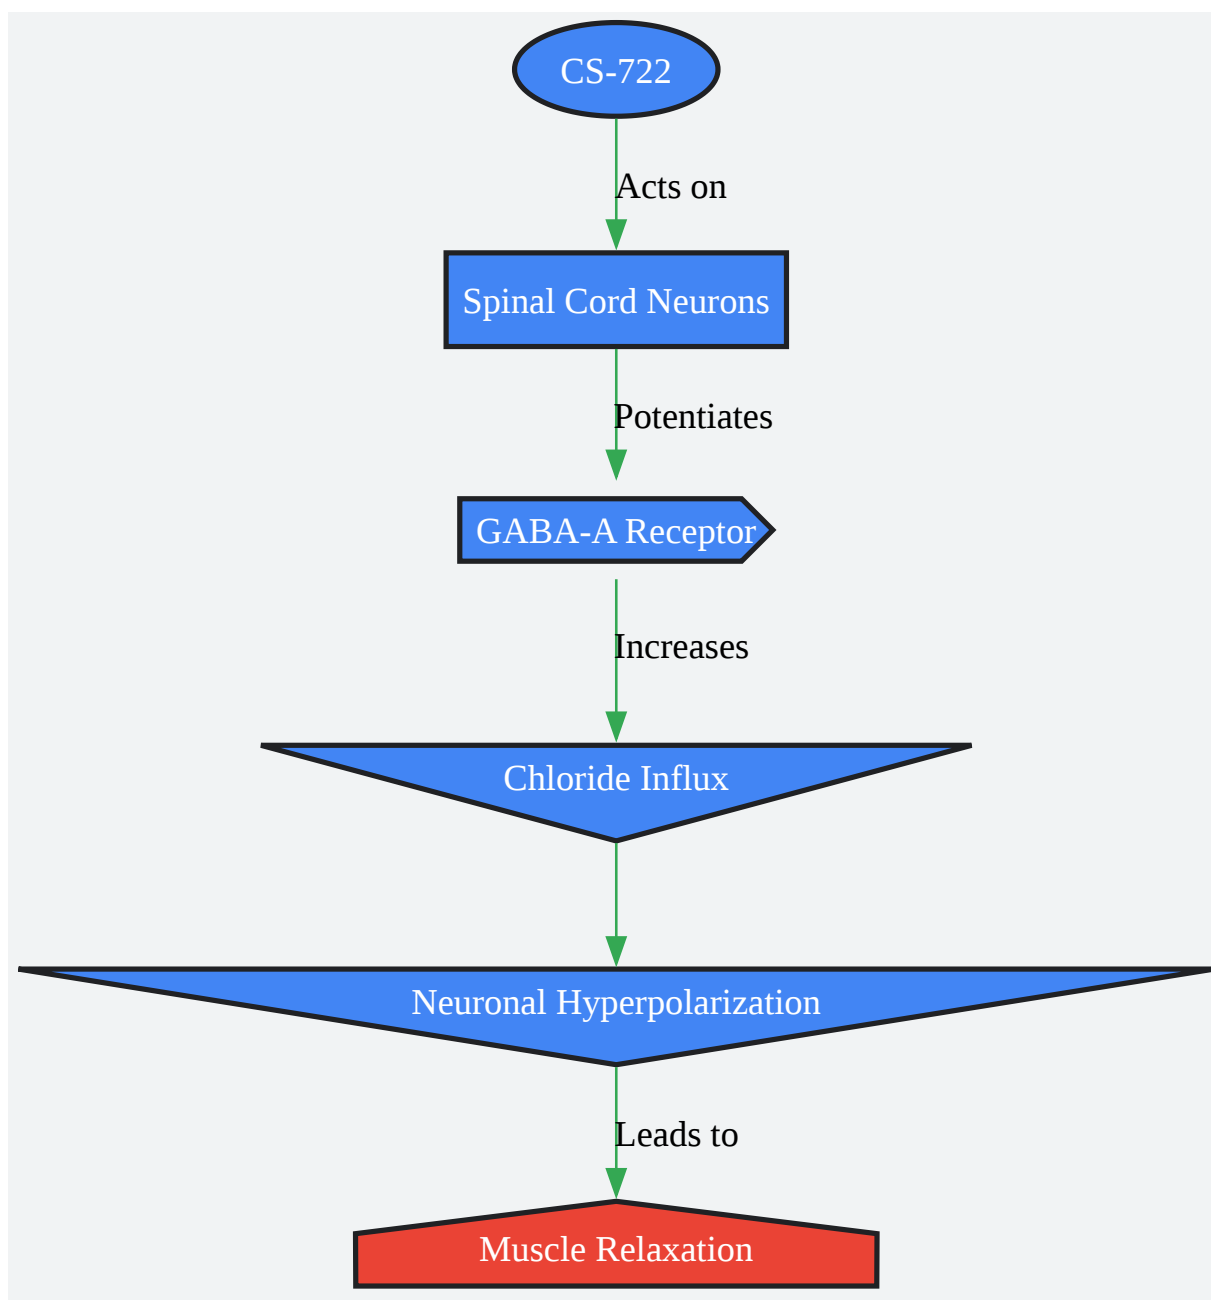 CS-722
Acts on
Spinal Cord Neurons
Potentiates
GABA-A Receptor
Increases
Chloride Influx
Neuronal Hyperpolarization
Leads to
Muscle Relaxation